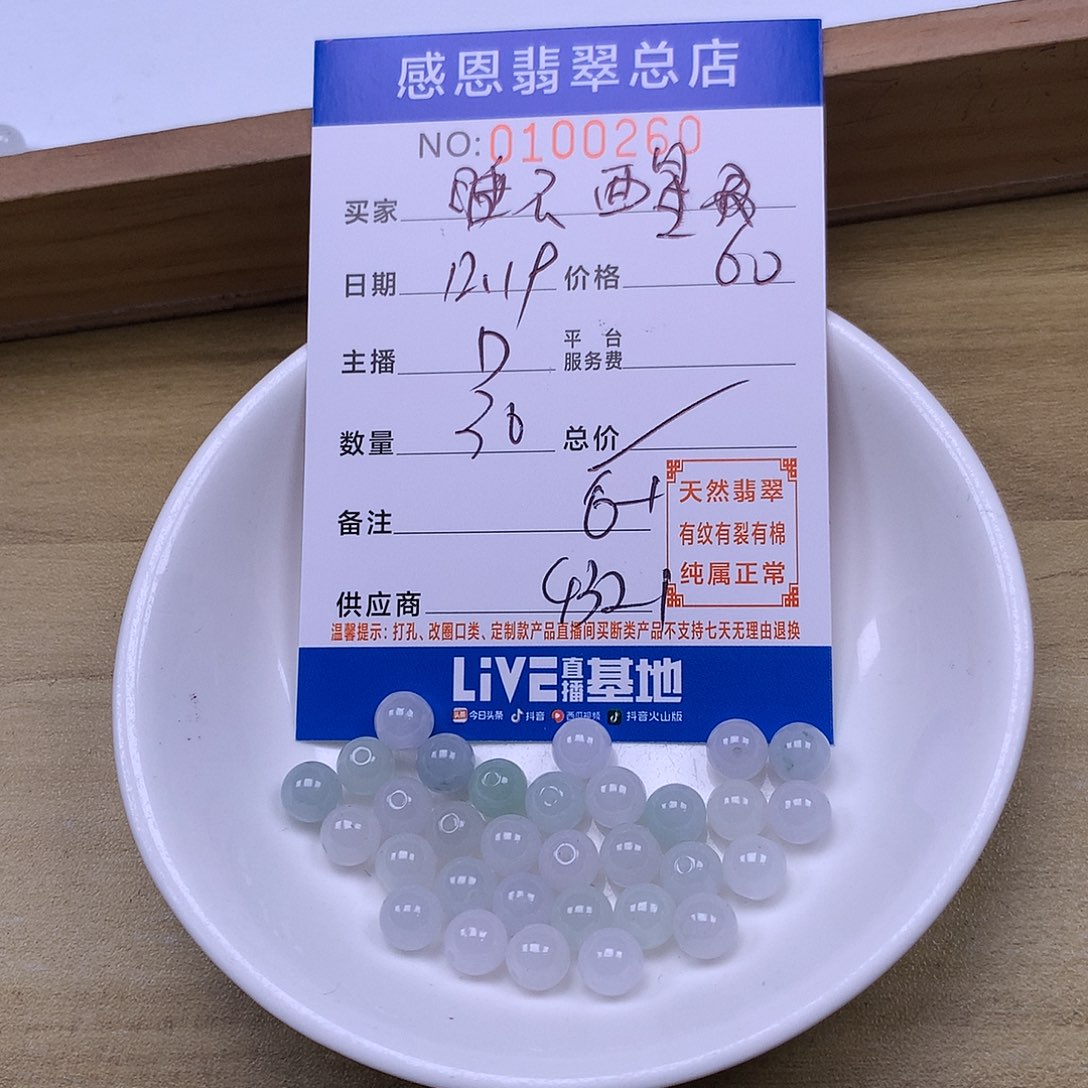 感恩翡翠总店
NO:0100260
买家
日期 12.19 价格 60
主播 D 平台服务费
数量 30 总价
备注 6-1
天然翡翠
有纹有裂有棉
纯属正常
供应商 432
温馨提示：打孔、改圈口类、定制款产品直播间买断类产品不支持七天无理由退换
LiVE直播基地
头条 今日头条 抖音 西瓜视频 抖音火山版